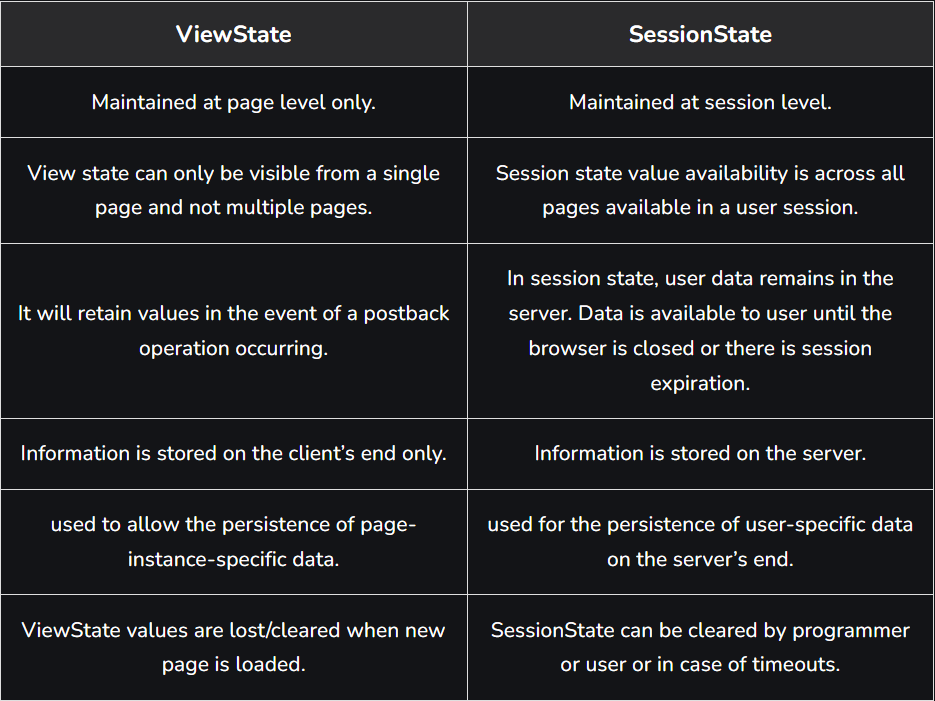 ViewState
SessionState
Maintained at page level only.
Maintained at session level.
View state can only be visible from a single
page and not multiple pages.
Session state value availability is across all
pages available in a user session.
It will retain values in the event of a postback
operation occurring.
In session state, user data remains in the
server. Data is available to user until the
browser is closed or there is session
expiration.
Information is stored on the client’s end only.
Information is stored on the server.
used to allow the persistence of page-
instance-specific data.
used for the persistence of user-specific data
on the server’s end.
ViewState values are lost/cleared when new
page is loaded.
SessionState can be cleared by programmer
or user or in case of timeouts.